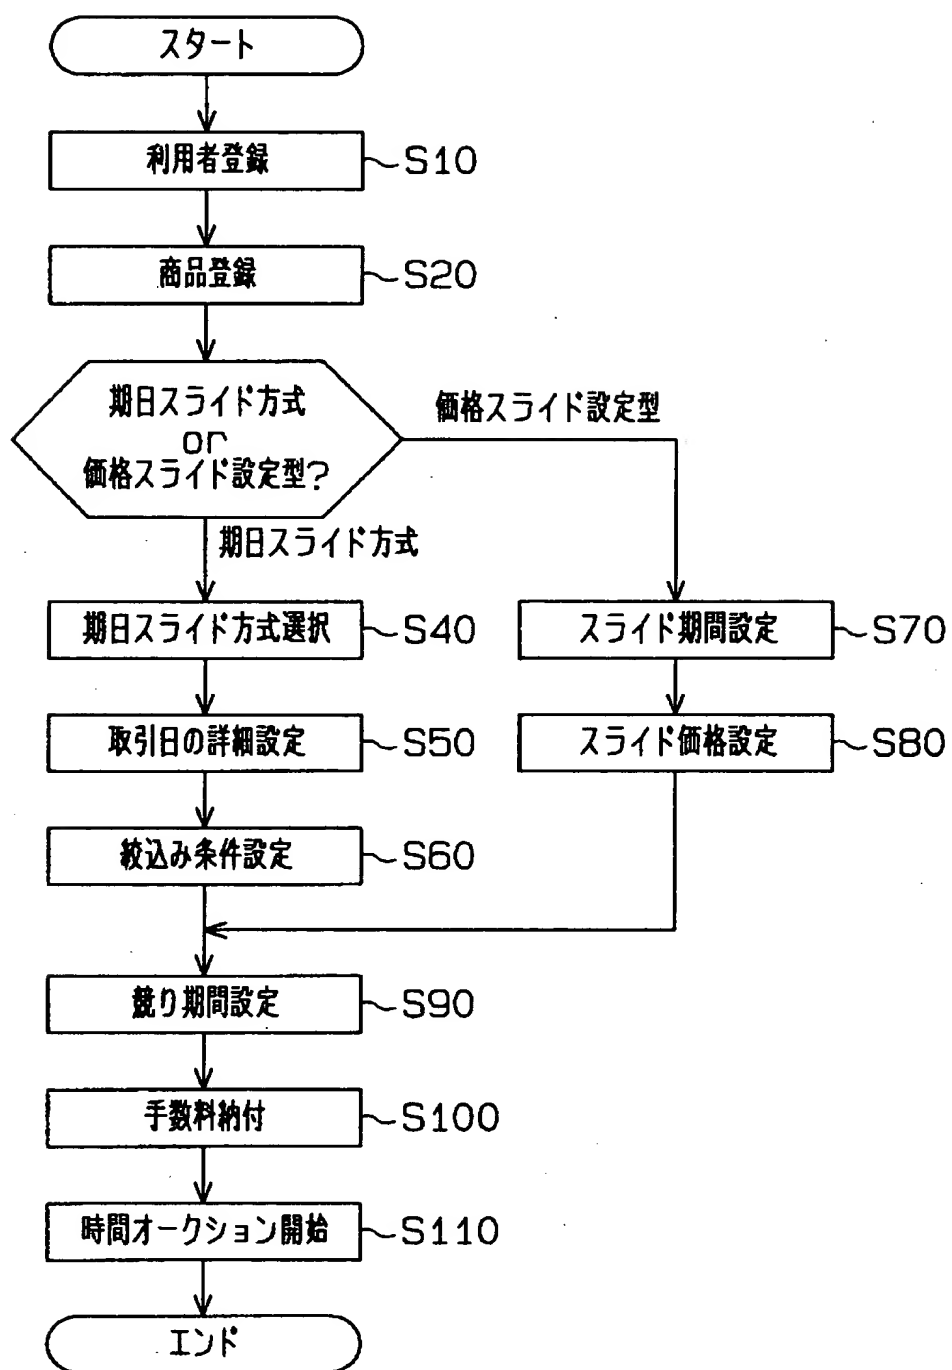 スタート
利用者登録
S10
商品登録
S20
期日スライド方式
or
価格スライド設定型?
価格スライド設定型
期日スライド方式
期日スライド方式選択
S40
スライド期間設定
S70
取引日の詳細設定
S50
スライド価格設定
S80
絞込み条件設定
S60
競り期間設定
S90
手数料納付
S100
時間オークション開始
S110
エンド